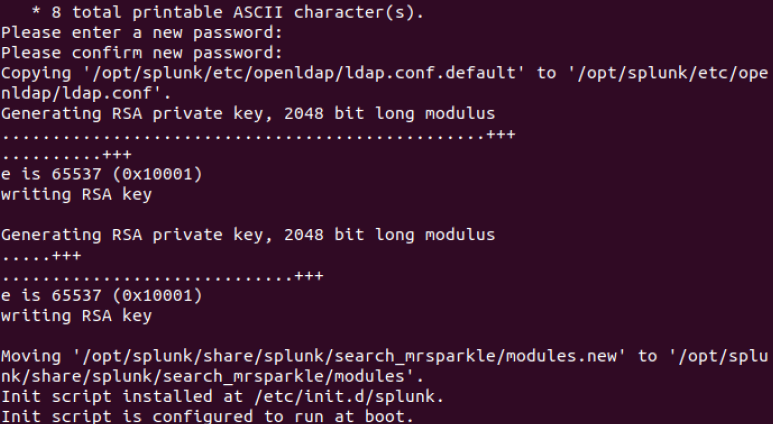 * 8 total printable ASCII character(s).
Please enter a new password:
Please confirm new password:
Copying '/opt/splunk/etc/openldap/ldap.conf.default' to '/opt/splunk/etc/ope
nldap/ldap.conf'.
Generating RSA private key, 2048 bit long modulus
................................................+++
..........+++
e is 65537 (0x10001)
writing RSA key

Generating RSA private key, 2048 bit long modulus
.....+++
.............................+++
e is 65537 (0x10001)
writing RSA key

Moving '/opt/splunk/share/splunk/search_mrsparkle/modules.new' to '/opt/splu
nk/share/splunk/search_mrsparkle/modules'.
Init script installed at /etc/init.d/splunk.
Init script is configured to run at boot.